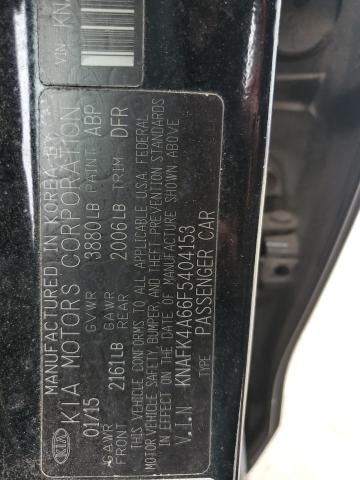 VIN KNA
MANUFACTURED IN KOREA BY
KIA MOTORS CORPORATION
KIA
01/15 GVWR 3880LB PAINT ABP
GAWR FRONT 2161LB GAWR REAR 2006LB TRIM DFR
THIS VEHICLE CONFORMS TO ALL APPLICABLE U.S.A. FEDERAL
MOTOR VEHICLE SAFETY, BUMPER, AND THEFT PREVENTION STANDARDS
IN EFFECT ON THE DATE OF MANUFACTURE SHOWN ABOVE
V.I.N KNAFK4A66F5404153
PASSENGER CAR